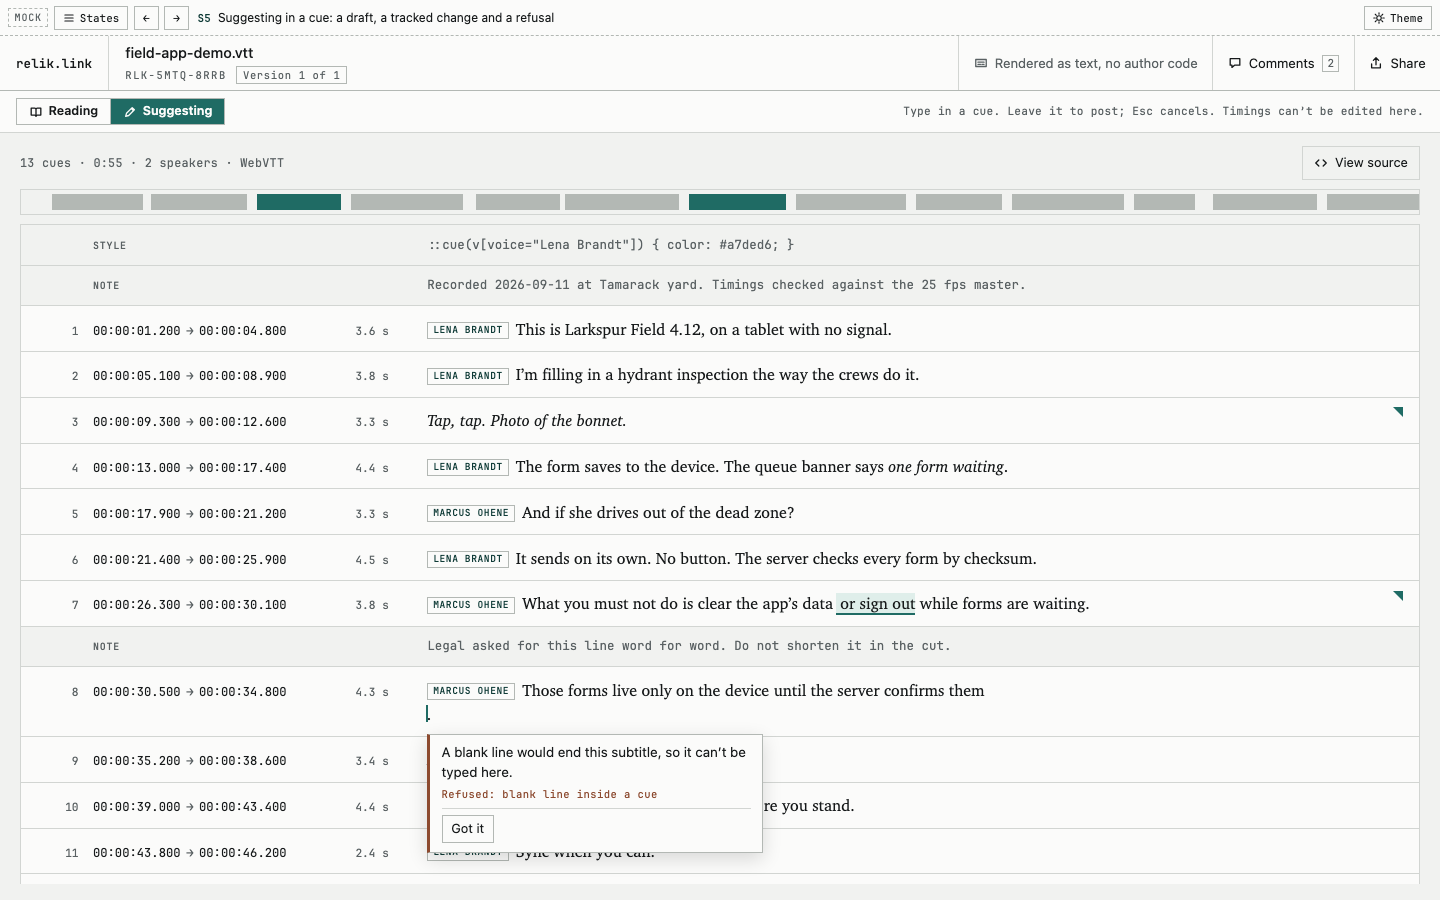 MOCK States ← → S5 Suggesting in a cue: a draft, a tracked change and a refusal Theme
relik.link
field-app-demo.vtt
RLK-5MTQ-8RRB Version 1 of 1
Rendered as text, no author code Comments 2 Share
Reading Suggesting Type in a cue. Leave it to post; Esc cancels. Timings can’t be edited here.
13 cues · 0:55 · 2 speakers · WebVTT View source
STYLE ::cue(v[voice="Lena Brandt"]) { color: #a7ded6; }
NOTE Recorded 2026-09-11 at Tamarack yard. Timings checked against the 25 fps master.
1 00:00:01.200 → 00:00:04.800 3.6 s LENA BRANDT This is Larkspur Field 4.12, on a tablet with no signal.
2 00:00:05.100 → 00:00:08.900 3.8 s LENA BRANDT I’m filling in a hydrant inspection the way the crews do it.
3 00:00:09.300 → 00:00:12.600 3.3 s Tap, tap. Photo of the bonnet.
4 00:00:13.000 → 00:00:17.400 4.4 s LENA BRANDT The form saves to the device. The queue banner says one form waiting.
5 00:00:17.900 → 00:00:21.200 3.3 s MARCUS OHENE And if she drives out of the dead zone?
6 00:00:21.400 → 00:00:25.900 4.5 s LENA BRANDT It sends on its own. No button. The server checks every form by checksum.
7 00:00:26.300 → 00:00:30.100 3.8 s MARCUS OHENE What you must not do is clear the app’s data or sign out while forms are waiting.
NOTE Legal asked for this line word for word. Do not shorten it in the cut.
8 00:00:30.500 → 00:00:34.800 4.3 s MARCUS OHENE Those forms live only on the device until the server confirms them
.
A blank line would end this subtitle, so it can’t be
typed here.
Refused: blank line inside a cue
Got it
9 00:00:35.200 → 00:00:38.600 3.4 s
10 00:00:39.000 → 00:00:43.400 4.4 s re you stand.
11 00:00:43.800 → 00:00:46.200 2.4 s LENA BRANDT Sync when you can.